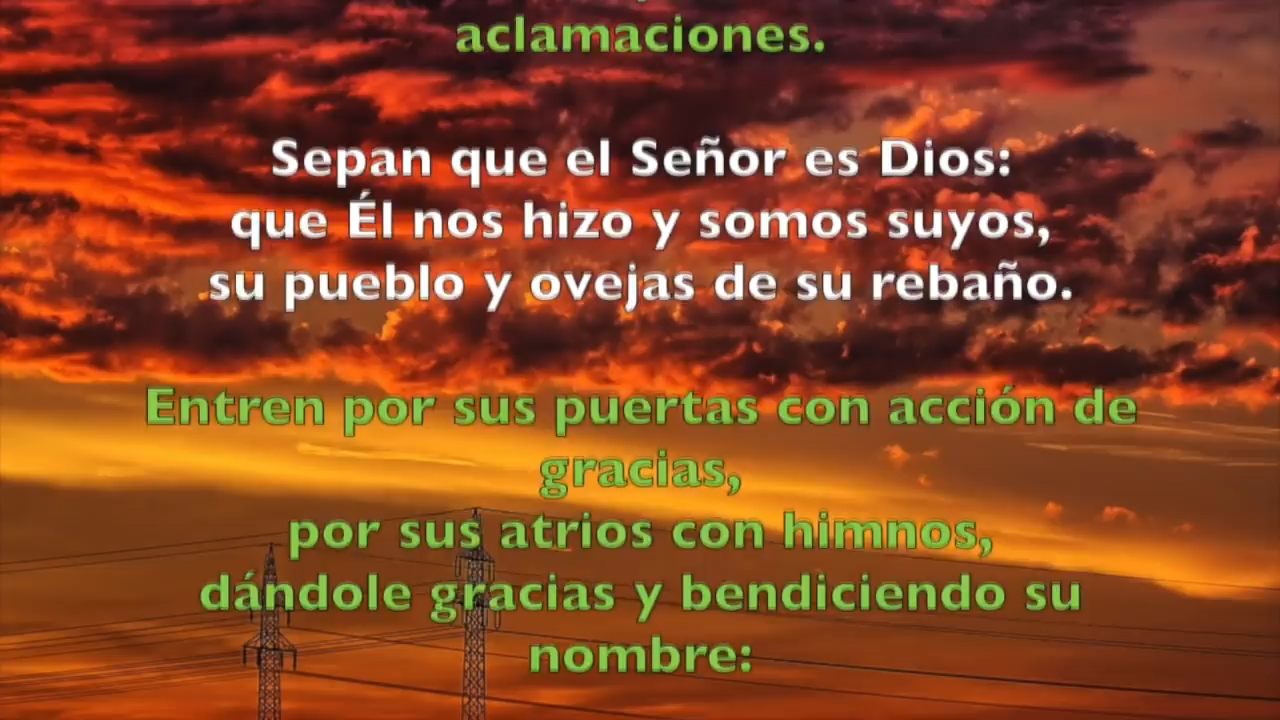 aclamaciones.
Sepan que el Señor es Dios:
que Él nos hizo y somos suyos,
su pueblo y ovejas de su rebaño.
Entren por sus puertas con acción de
gracias,
por sus atrios con himnos,
dándole gracias y bendiciendo su
nombre: